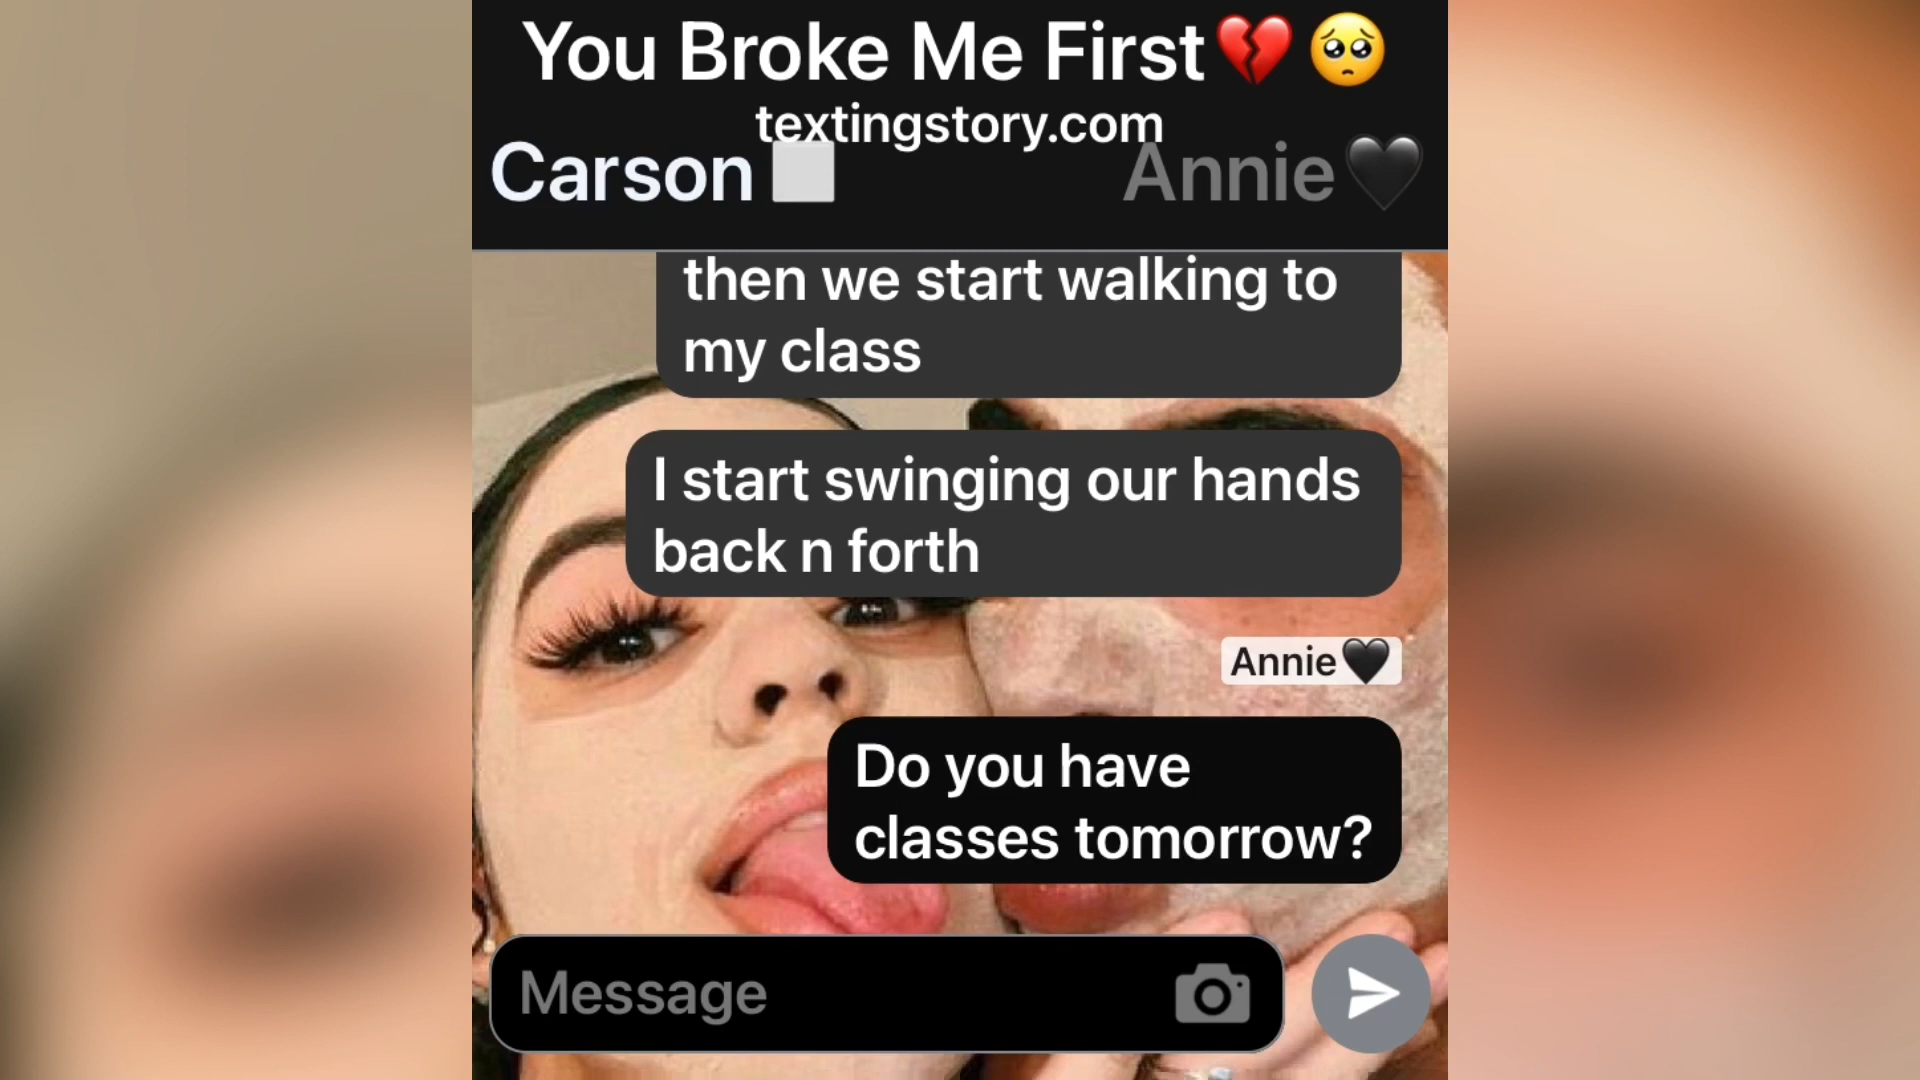 You Broke Me First💔🥺
textingstory.com
Carson⬜ Annie🖤
then we start walking to
my class
I start swinging our hands
back n forth
Annie🖤
Do you have
classes tomorrow?
Message